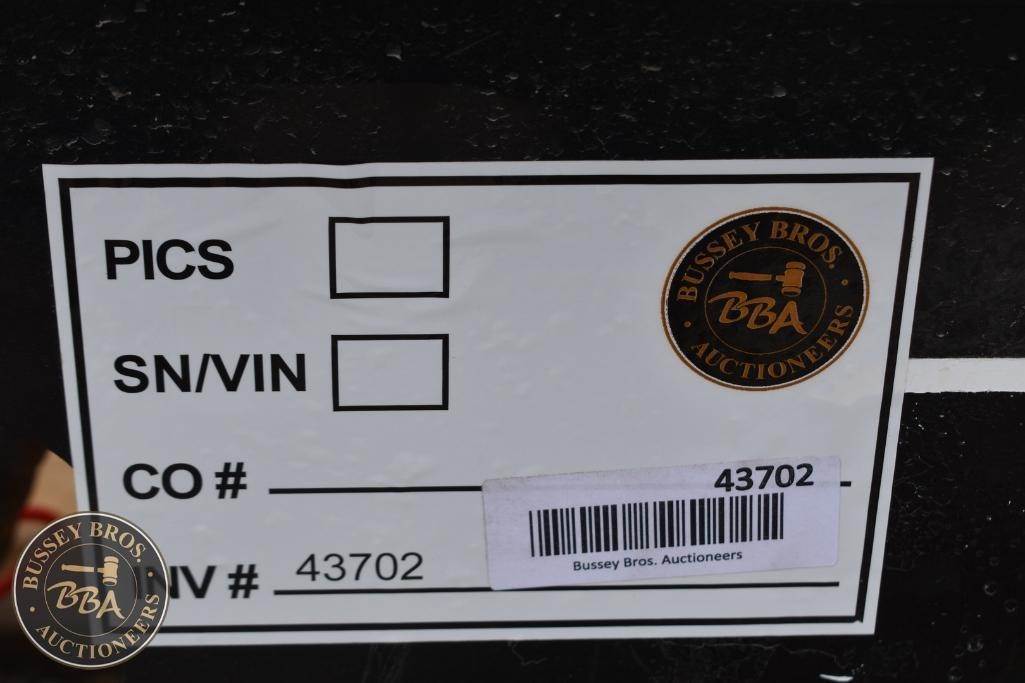 PICS
BUSSEY BROS.
BBA
AUCTIONEERS
SN/VIN
CO #
43702
Bussey Bros. Auctioneers
NV # 43702
BUSSEY BROS.
BBA
AUCTIONEERS